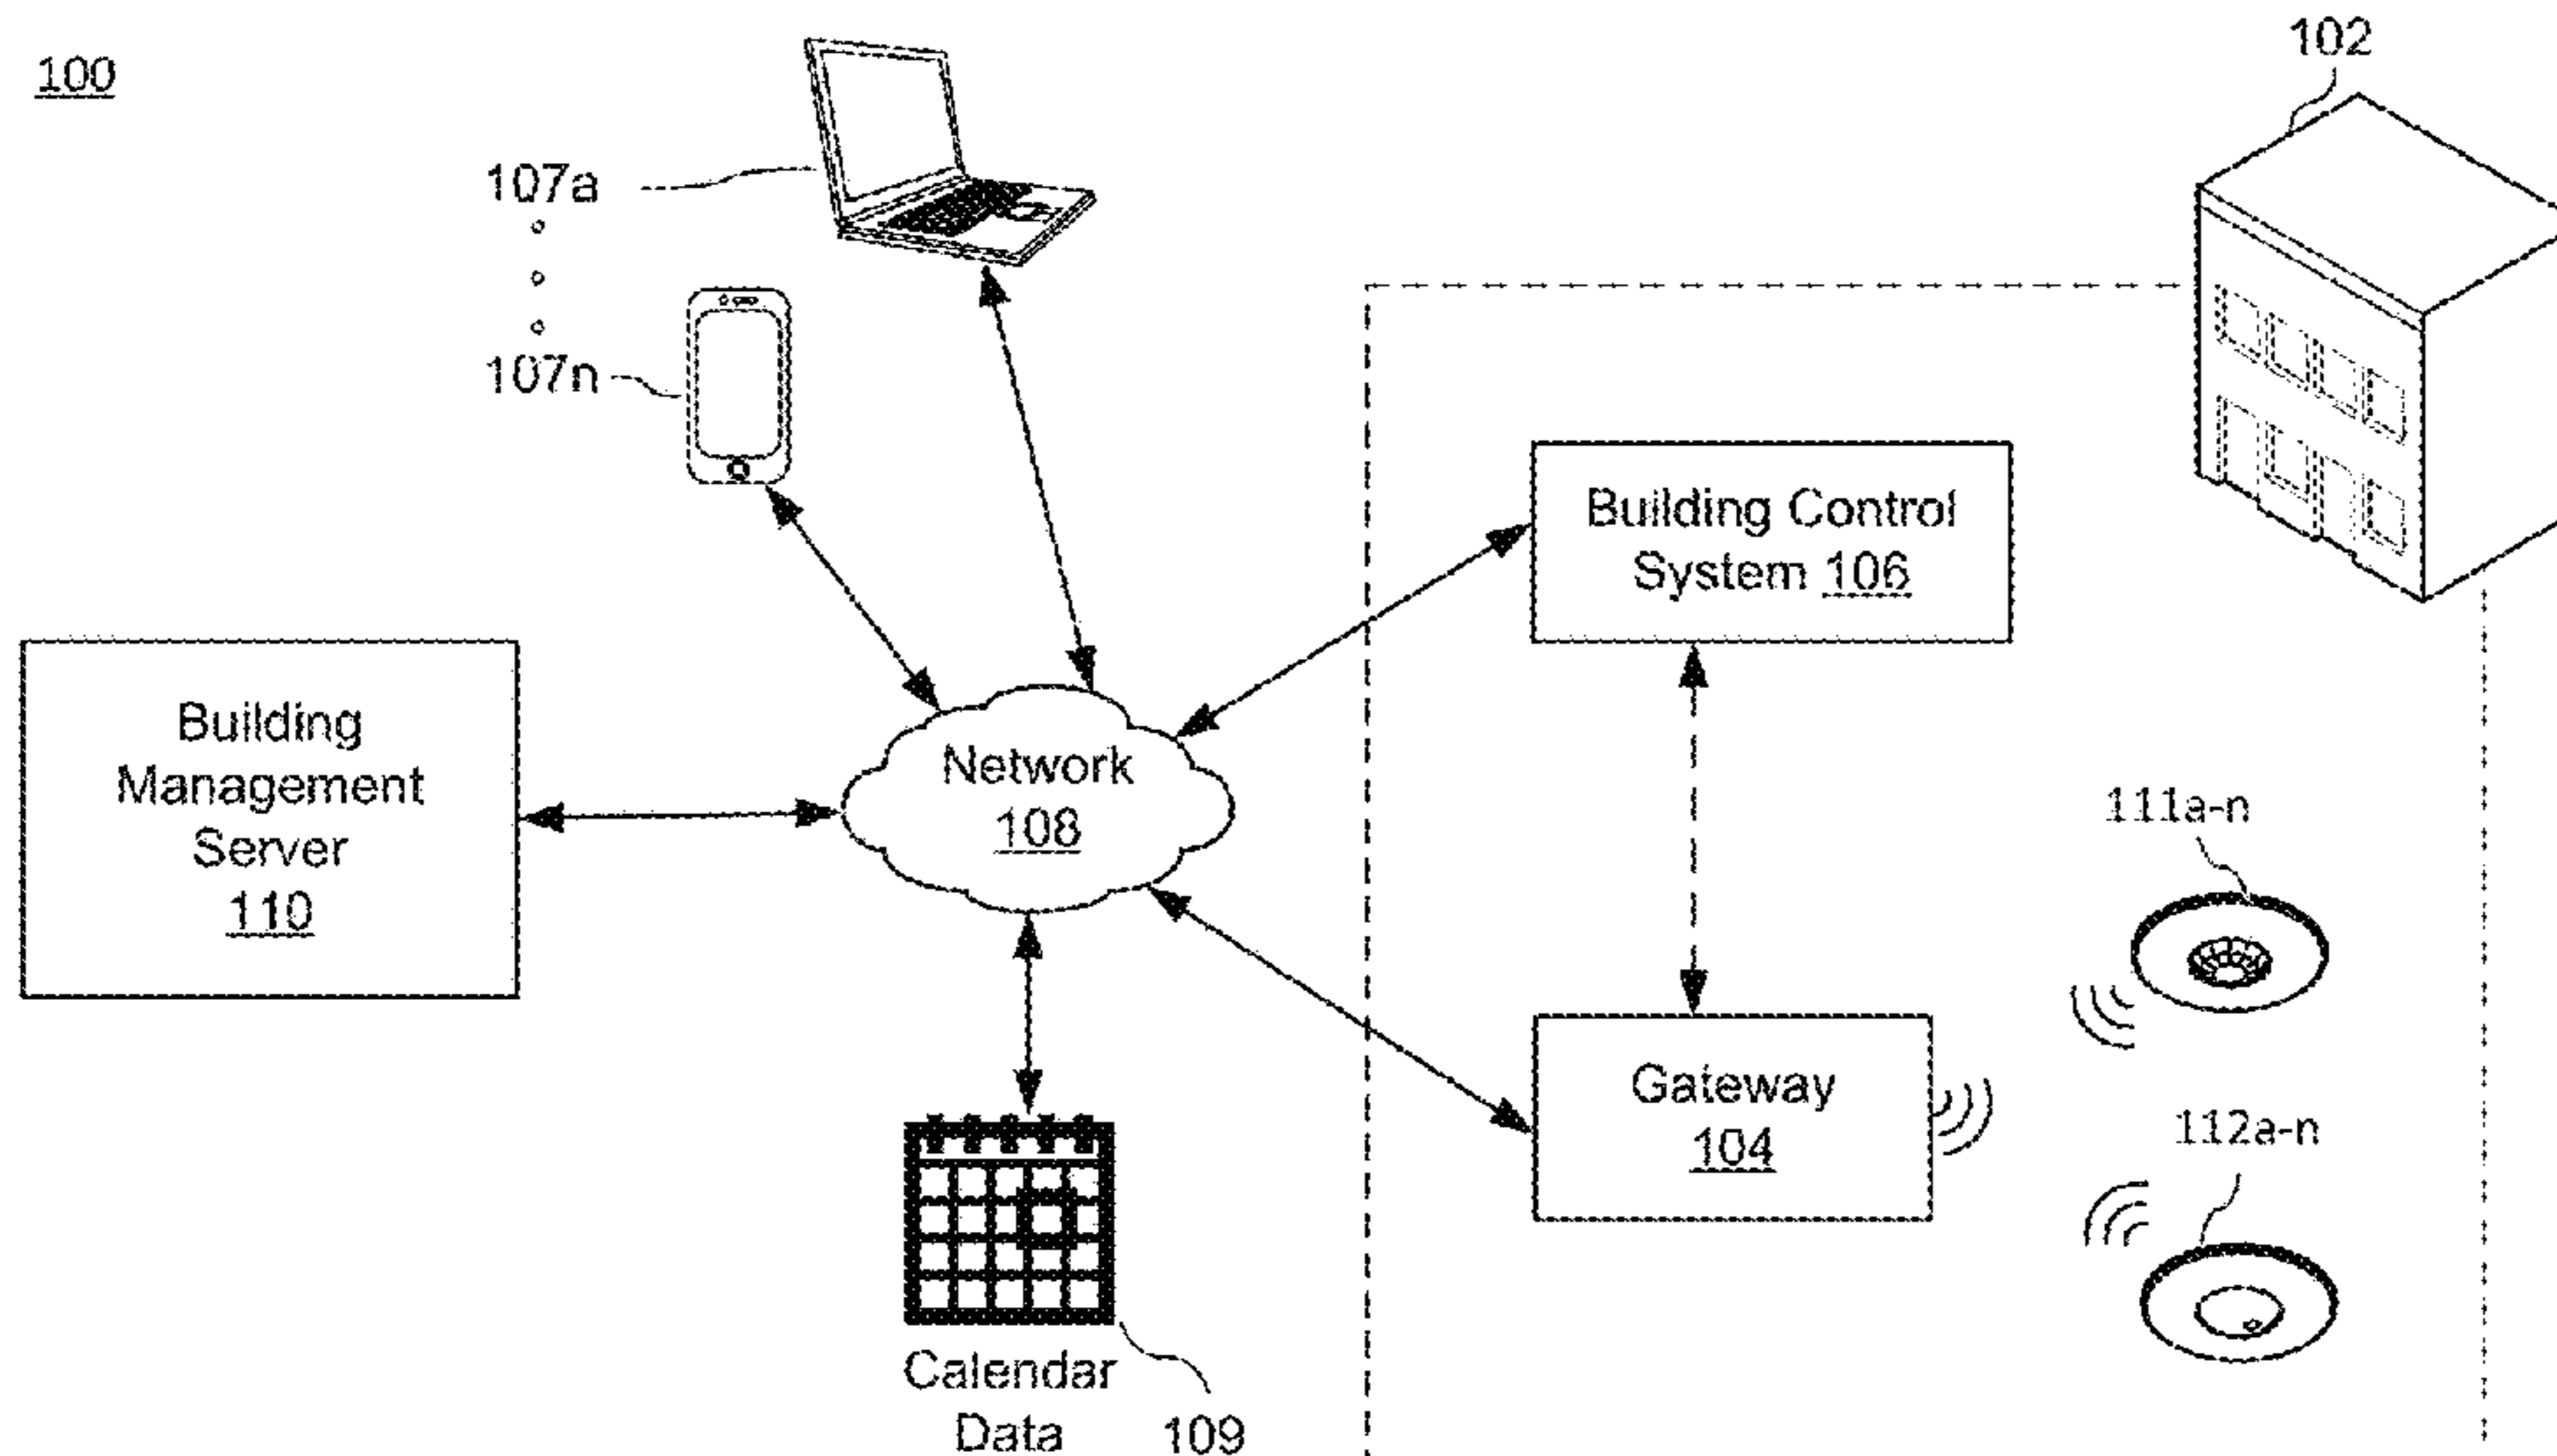 100
102
107a
107n
Building Control
System 106
Building
Management
Server
110
Network
108
111a-n
Gateway
104
112a-n
Calendar
Data
109